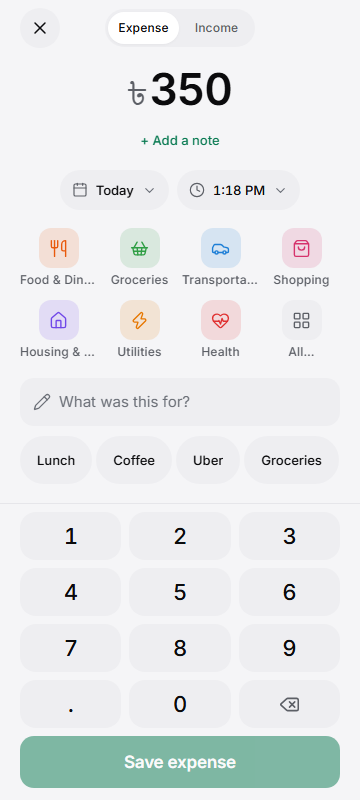 Expense Income
৳350
+ Add a note
Today 1:18 PM
Food & Din... Groceries Transporta... Shopping
Housing & ... Utilities Health All...
What was this for?
Lunch Coffee Uber Groceries
1 2 3
4 5 6
7 8 9
. 0
Save expense